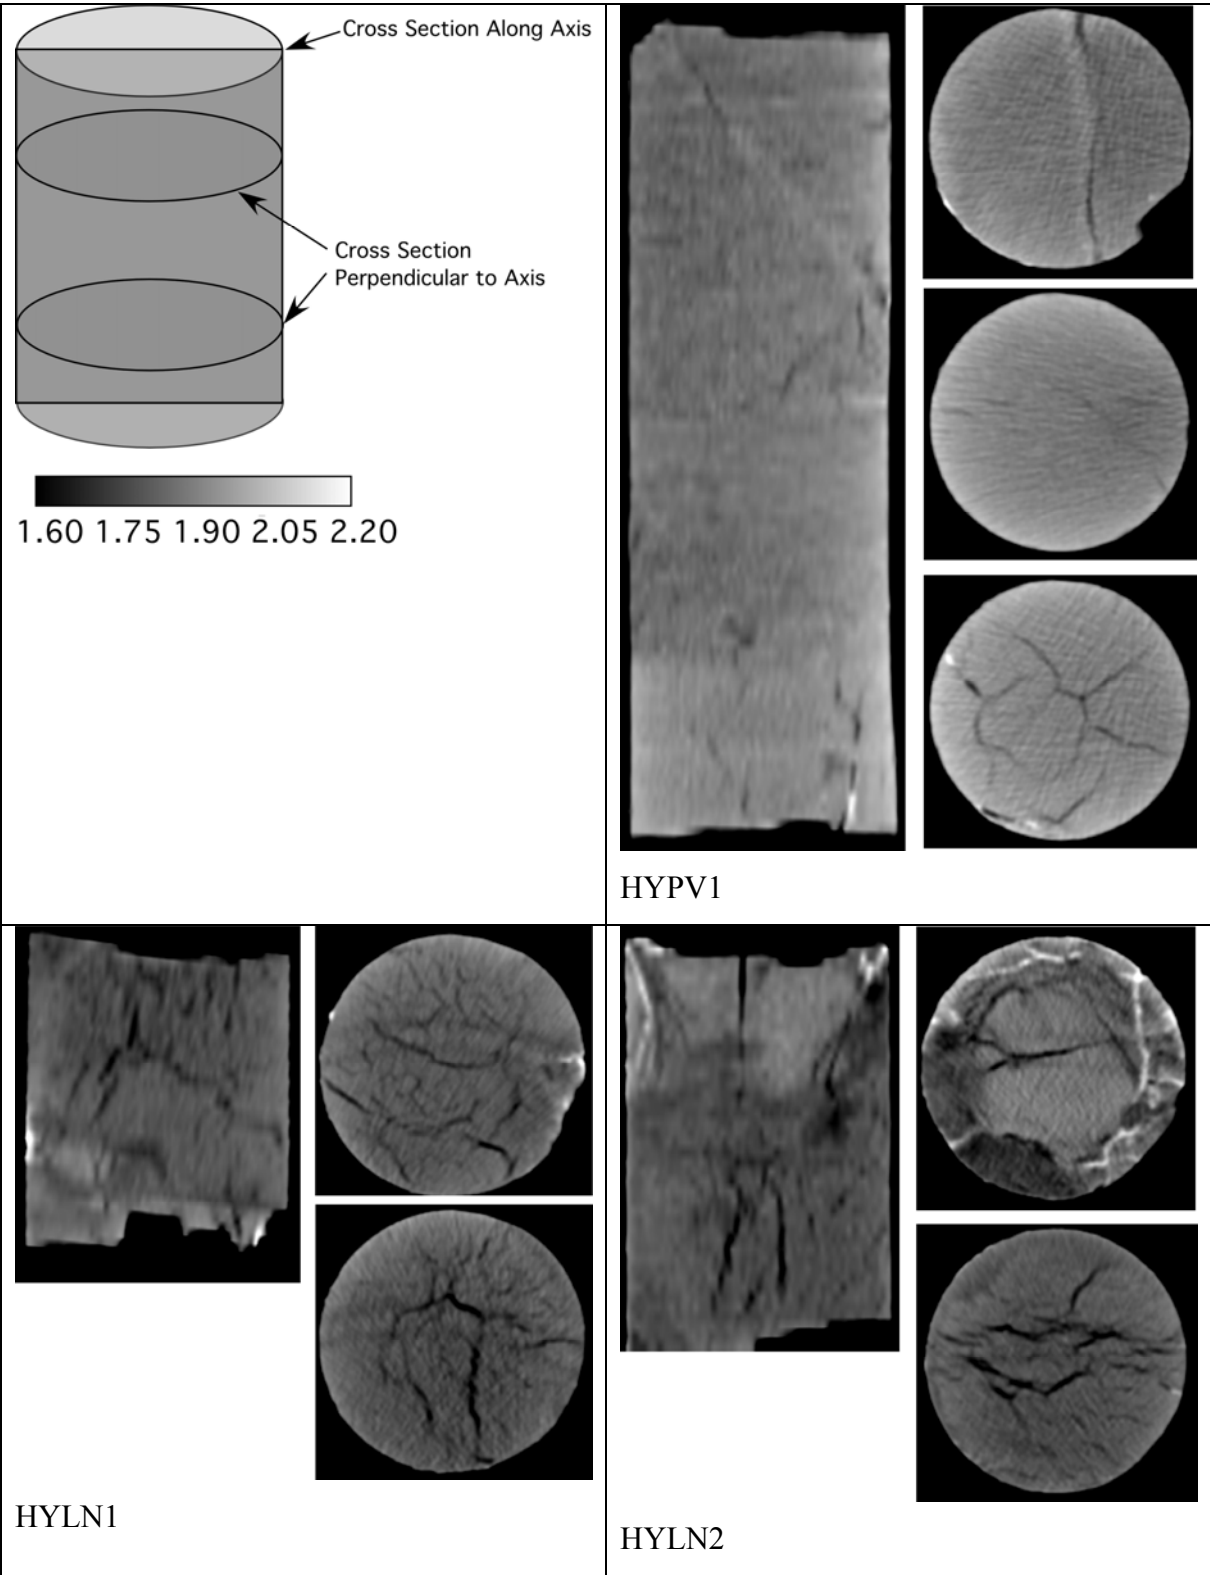 Cross Section Along Axis
Cross Section
Perpendicular to Axis
1.60 1.75 1.90 2.05 2.20
HYPV1
HYLN1
HYLN2